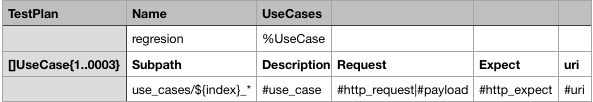 TestPlan Name UseCases
regresion %UseCase
[]UseCase{1..0003} Subpath Description Request Expect uri
use_cases/${index}_* #use_case #http_request|#payload #http_expect #uri